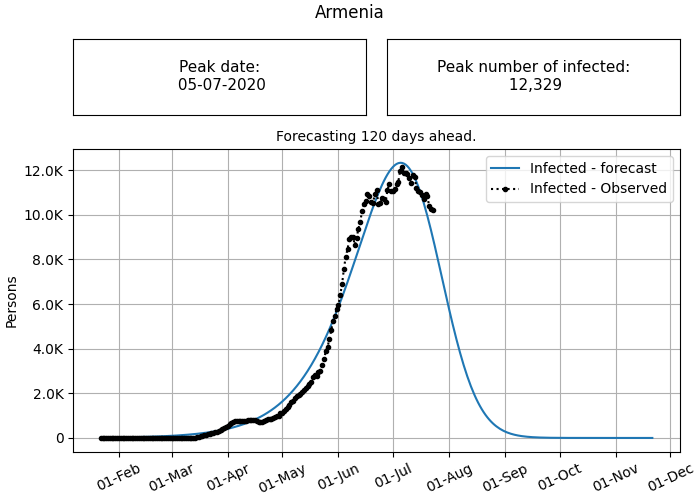 Armenia
Peak date:
05-07-2020
Peak number of infected:
12,329
Forecasting 120 days ahead.
Infected - forecast
Infected - Observed
12.0K
10.0K
8.0K
6.0K
4.0K
2.0K
0
Persons
01-Feb
01-Mar
01-Apr
01-May
01-Jun
01-Jul
01-Aug
01-Sep
01-Oct
01-Nov
01-Dec